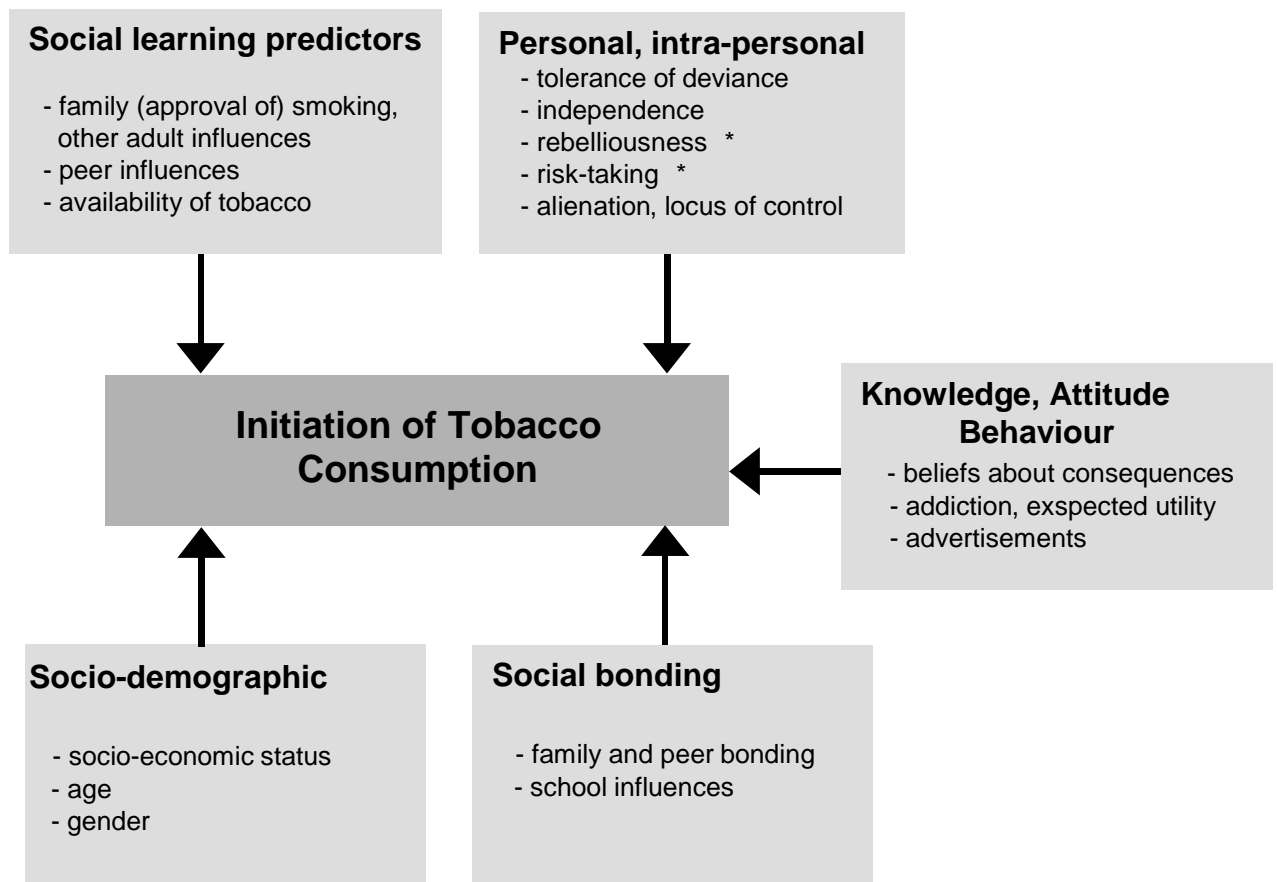 Social learning predictors
- family (approval of) smoking,
other adult influences
- peer influences
- availability of tobacco
Personal, intra-personal
- tolerance of deviance
- independence
- rebelliousness *
- risk-taking *
- alienation, locus of control
Initiation of Tobacco
Consumption
Knowledge, Attitude
Behaviour
- beliefs about consequences
- addiction, exspected utility
- advertisements
Socio-demographic
- socio-economic status
- age
- gender
Social bonding
- family and peer bonding
- school influences